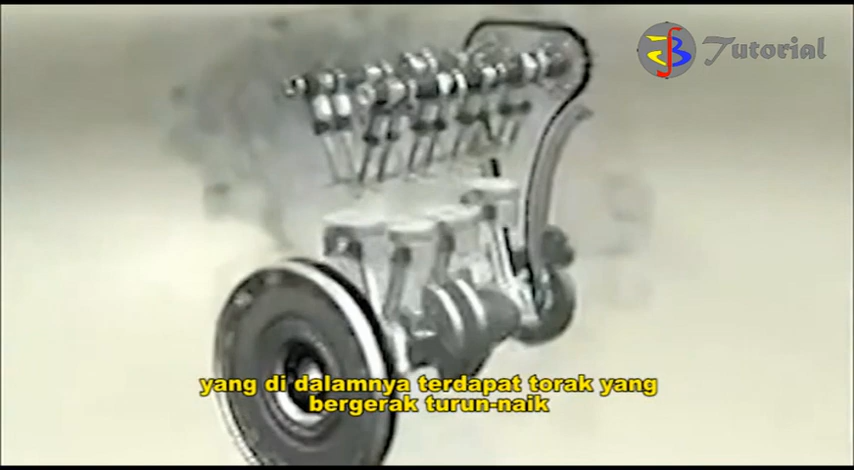 Tutorial
yang di dalamnya terdapat torak yang
bergerak turun-naik